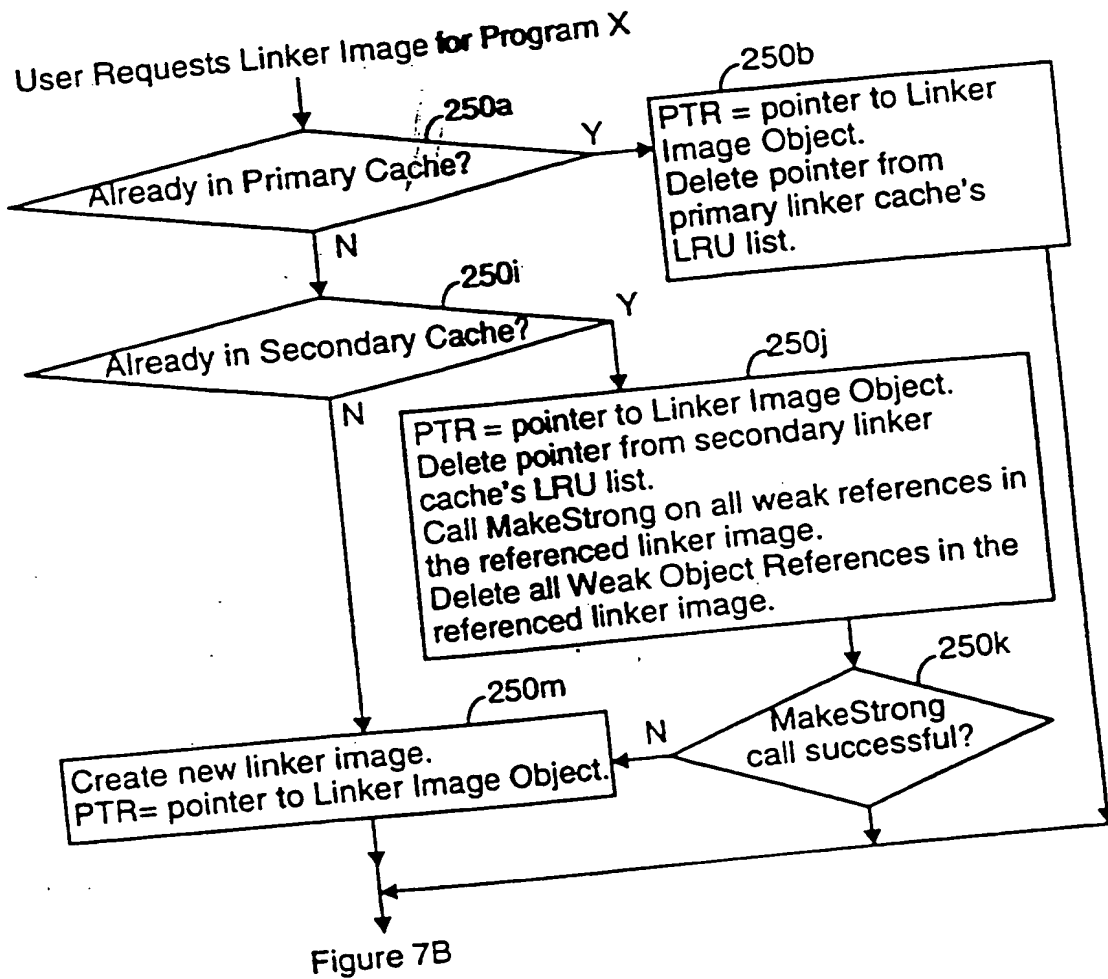 User Requests Linker Image for Program X
250a
Already in Primary Cache?
Y
N
250b
PTR = pointer to Linker
Image Object.
Delete pointer from
primary linker cache's
LRU list.
250i
Already in Secondary Cache?
Y
N
250j
PTR = pointer to Linker Image Object.
Delete pointer from secondary linker
cache's LRU list.
Call MakeStrong on all weak references in
the referenced linker image.
Delete all Weak Object References in the
referenced linker image.
250k
MakeStrong
call successful?
N
250m
Create new linker image.
PTR= pointer to Linker Image Object.
Figure 7B